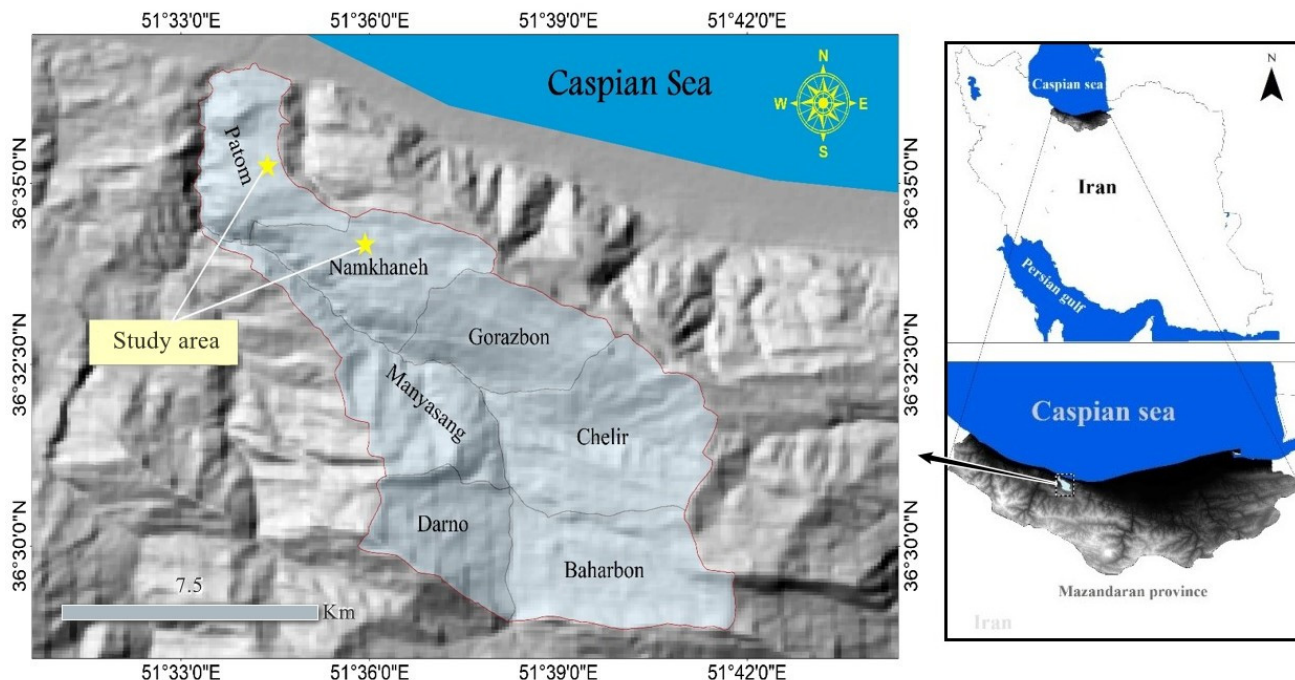 51°33'0"E 51°36'0"E 51°39'0"E 51°42'0"E
Caspian Sea
N
W E
S
Patom
36°35'0"N
36°35'0"N
Namkhaneh
Study area
Gorazbon
36°32'30"N
36°32'30"N
Manyasang
Chelir
Darno
36°30'0"N
36°30'0"N
Baharbon
7.5
Km
51°33'0"E 51°36'0"E 51°39'0"E 51°42'0"E
Caspian sea
N
Iran
Persian gulf
Caspian sea
Mazandaran province
Iran